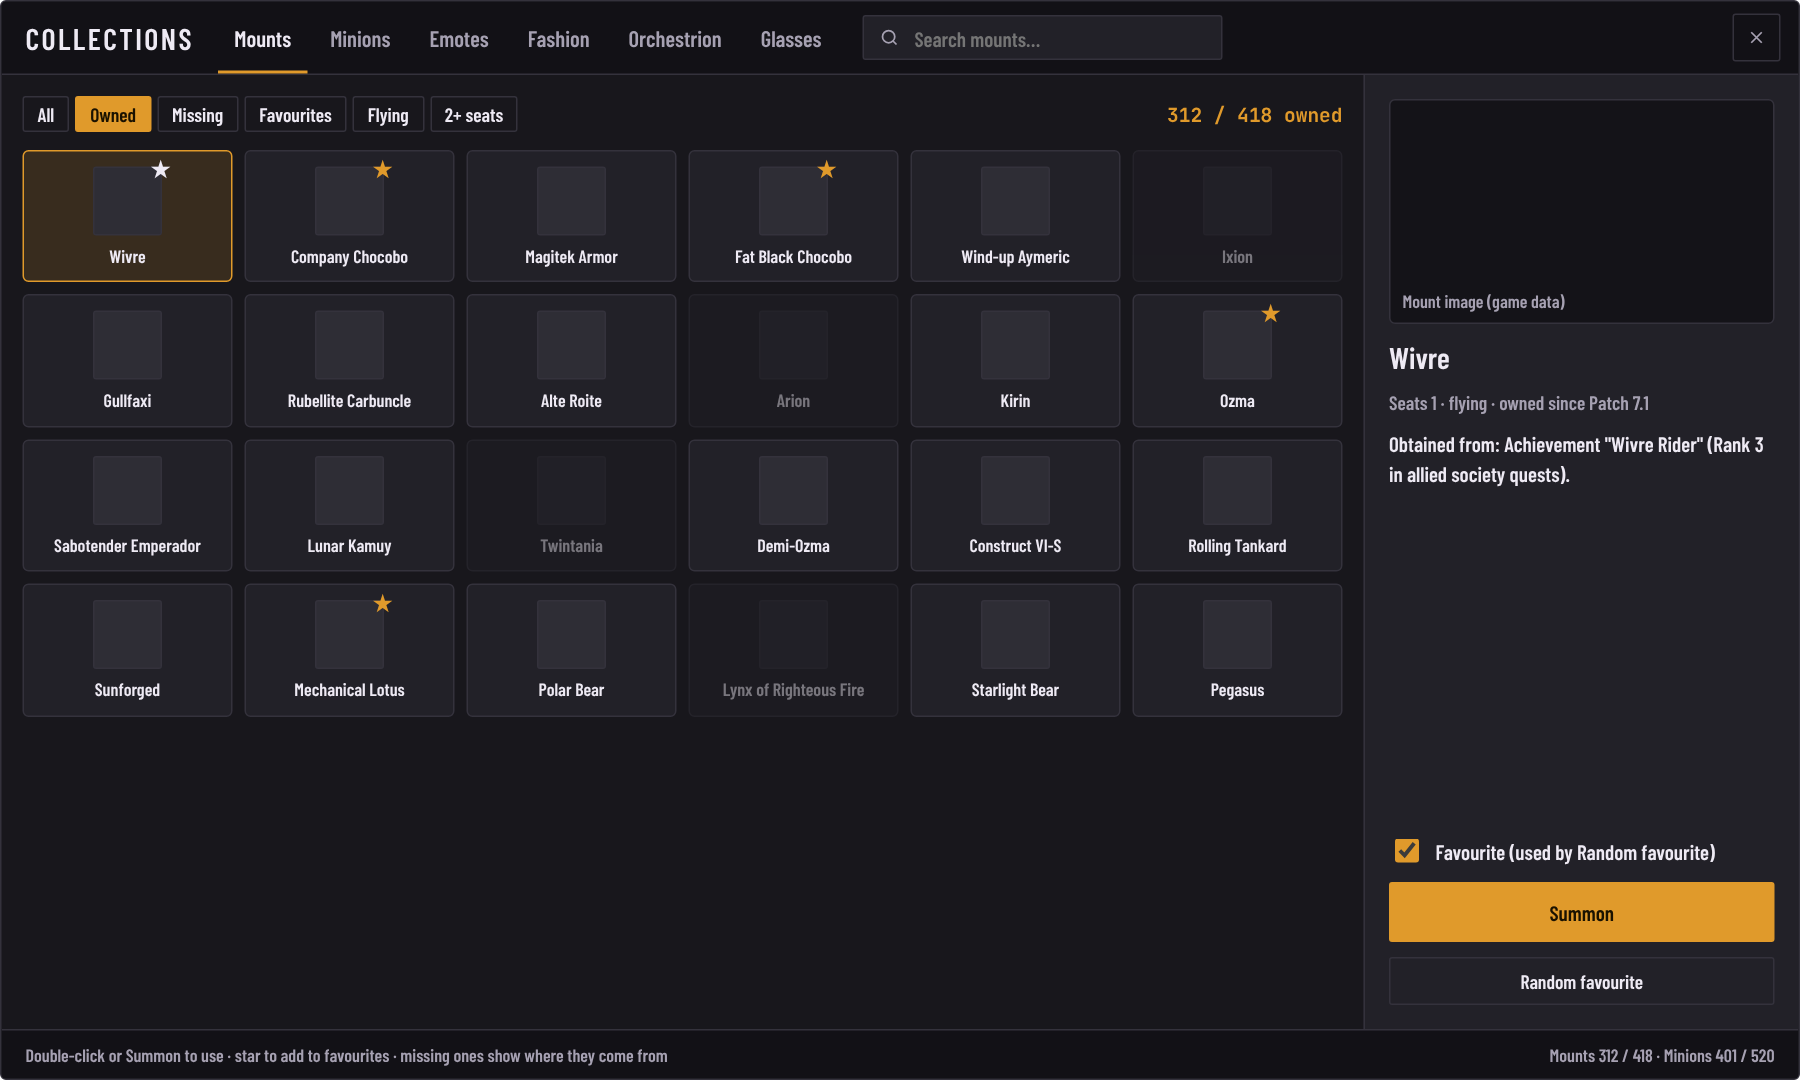 COLLECTIONS
Mounts
Minions
Emotes
Fashion
Orchestrion
Glasses
Search mounts...
All
Owned
Missing
Favourites
Flying
2+ seats
312 / 418 owned
Wivre
Company Chocobo
Magitek Armor
Fat Black Chocobo
Wind-up Aymeric
Ixion
Gullfaxi
Rubellite Carbuncle
Alte Roite
Arion
Kirin
Ozma
Sabotender Emperador
Lunar Kamuy
Twintania
Demi-Ozma
Construct VI-S
Rolling Tankard
Sunforged
Mechanical Lotus
Polar Bear
Lynx of Righteous Fire
Starlight Bear
Pegasus
Mount image (game data)
Wivre
Seats 1 · flying · owned since Patch 7.1
Obtained from: Achievement "Wivre Rider" (Rank 3
in allied society quests).
Favourite (used by Random favourite)
Summon
Random favourite
Double-click or Summon to use · star to add to favourites · missing ones show where they come from
Mounts 312 / 418 · Minions 401 / 520